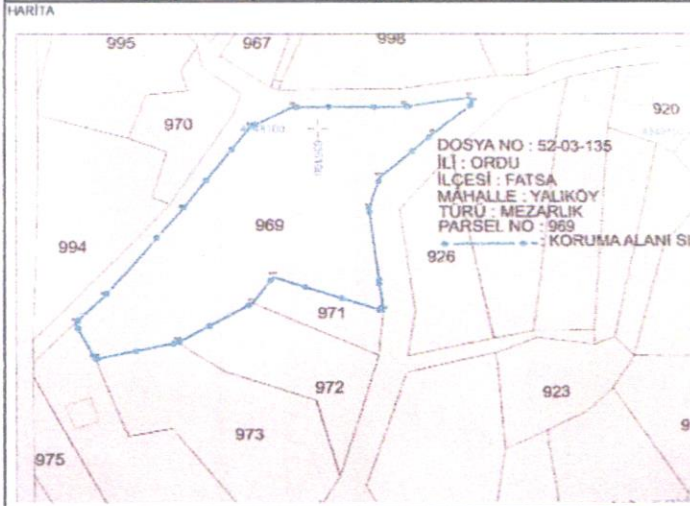 HARİTA
995
967
998
970
920
DOSYA NO : 52-03-135
İLİ : ORDU
İLÇESİ : FATSA
MAHALLE : YALIKÖY
TÜRÜ : MEZARLIK
PARSEL NO : 969
KORUMA ALANI
969
994
926
971
972
923
973
975